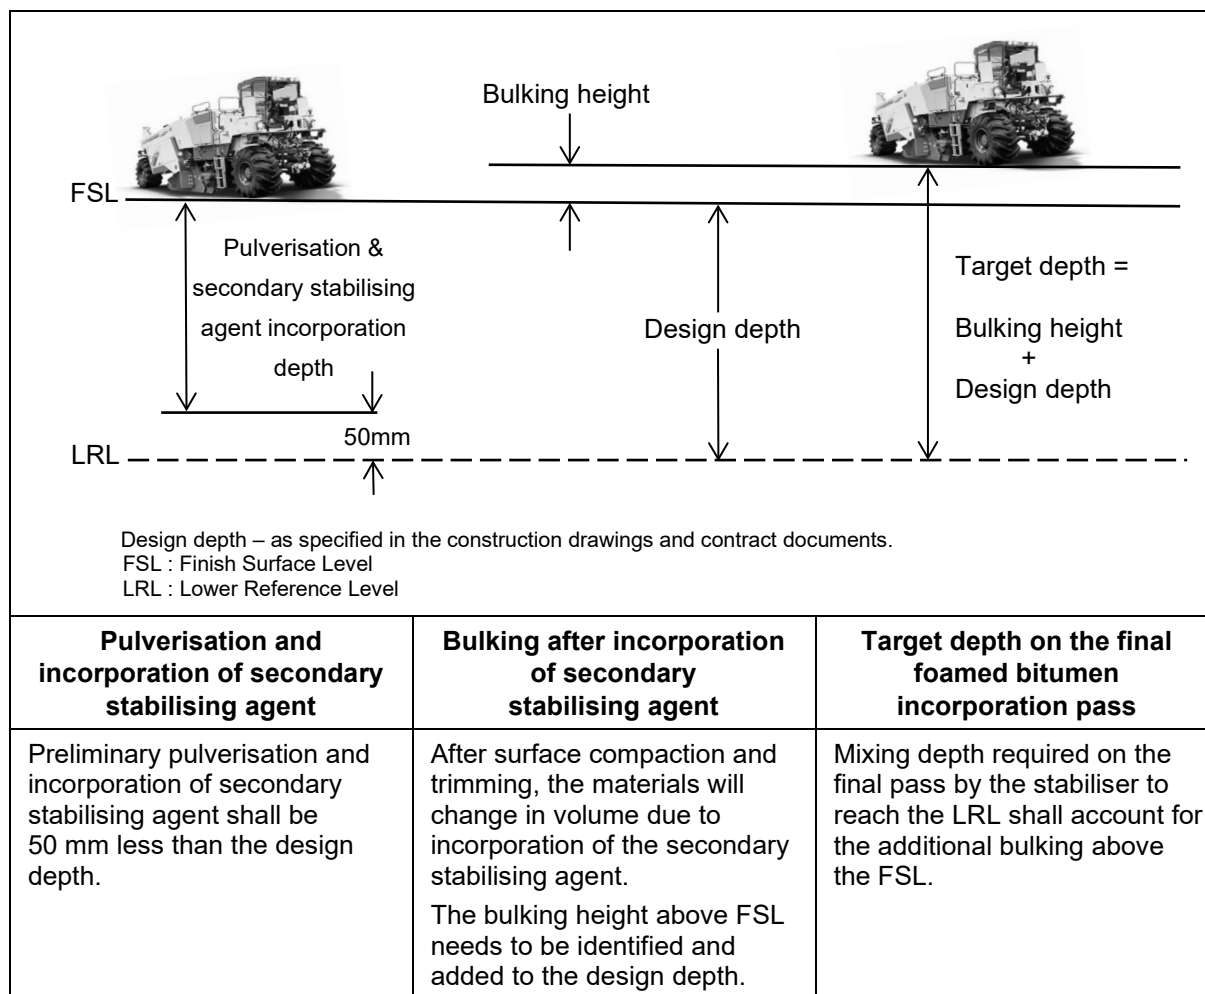 Bulking height
FSL
Pulverisation &
secondary stabilising
agent incorporation
depth
Design depth
Target depth =
Bulking height
+
Design depth
50mm
LRL
Design depth – as specified in the construction drawings and contract documents.
FSL : Finish Surface Level
LRL : Lower Reference Level
Pulverisation and
incorporation of secondary
stabilising agent
Bulking after incorporation
of secondary
stabilising agent
Target depth on the final
foamed bitumen
incorporation pass
Preliminary pulverisation and
incorporation of secondary
stabilising agent shall be
50 mm less than the design
depth.
After surface compaction and
trimming, the materials will
change in volume due to
incorporation of the secondary
stabilising agent.
The bulking height above FSL
needs to be identified and
added to the design depth.
Mixing depth required on the
final pass by the stabiliser to
reach the LRL shall account for
the additional bulking above
the FSL.